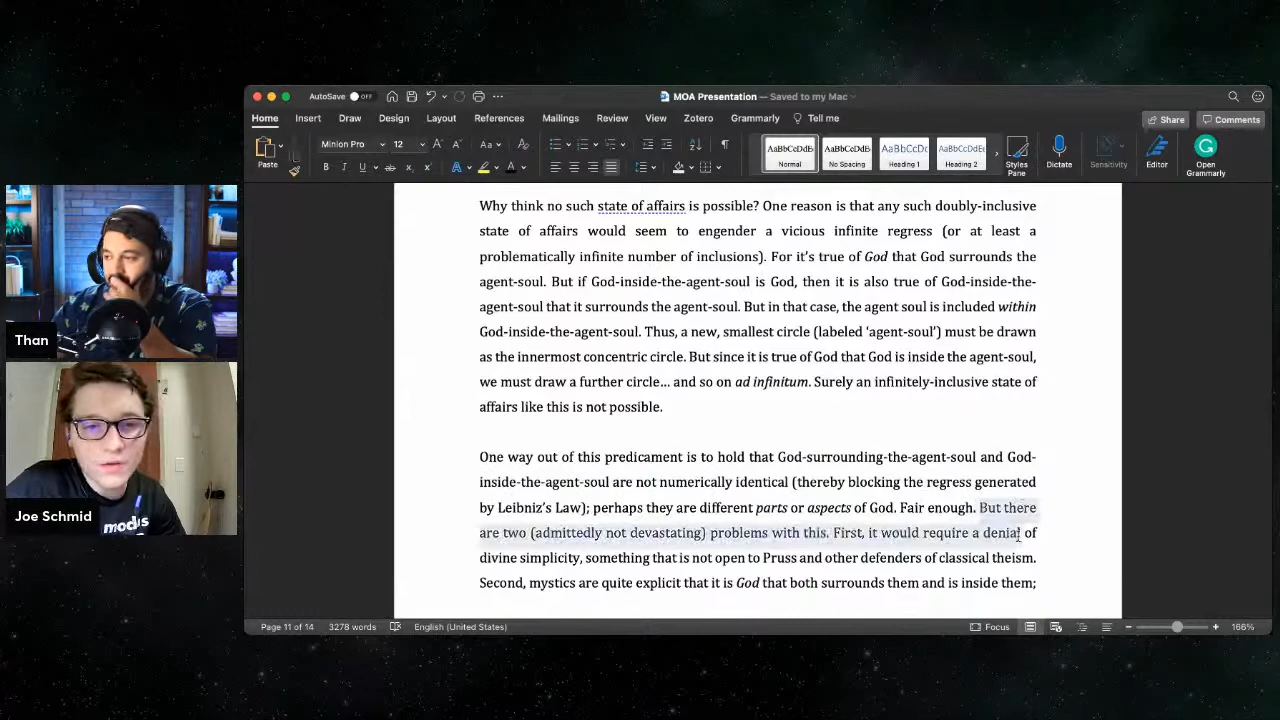 AutoSave OFF
MOA Presentation — Saved to my Mac
Home Insert Draw Design Layout References Mailings Review View Zotero Grammarly Tell me
Share Comments
Paste
Minion Pro 12
AaBbCcDdE AaBbCcDdE AaBbCcDc AaBbCcDdE
Normal No Spacing Heading 1 Heading 2
Styles Pane
Dictate
Sensitivity
Editor
Open Grammarly
Why think no such state of affairs is possible? One reason is that any such doubly-inclusive
state of affairs would seem to engender a vicious infinite regress (or at least a
problematically infinite number of inclusions). For it's true of God that God surrounds the
agent-soul. But if God-inside-the-agent-soul is God, then it is also true of God-inside-the-
agent-soul that it surrounds the agent-soul. But in that case, the agent soul is included within
God-inside-the-agent-soul. Thus, a new, smallest circle (labeled ‘agent-soul’) must be drawn
as the innermost concentric circle. But since it is true of God that God is inside the agent-soul,
we must draw a further circle… and so on ad infinitum. Surely an infinitely-inclusive state of
affairs like this is not possible.
One way out of this predicament is to hold that God-surrounding-the-agent-soul and God-
inside-the-agent-soul are not numerically identical (thereby blocking the regress generated
by Leibniz's Law); perhaps they are different parts or aspects of God. Fair enough. But there
are two (admittedly not devastating) problems with this. First, it would require a denial of
divine simplicity, something that is not open to Pruss and other defenders of classical theism.
Second, mystics are quite explicit that it is God that both surrounds them and is inside them;
Page 11 of 14 3278 words English (United States) Focus 166%
Than
Joe Schmid